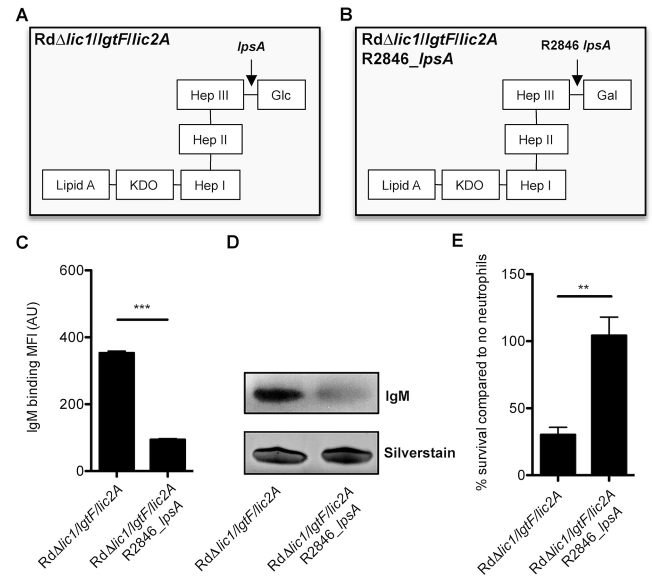 A
RdΔlic1/lgtF/lic2A
lpsA
Hep III
Glc
Hep II
Lipid A
KDO
Hep I
B
RdΔlic1/lgtF/lic2A
R2846_lpsA
R2846 lpsA
Hep III
Gal
Hep II
Lipid A
KDO
Hep I
C
IgM binding MFI (AU)
600
400
200
0
***
RdΔlic1/lgtF/lic2A
RdΔlic1/lgtF/lic2A
R2846_lpsA
D
IgM
Silverstain
RdΔlic1/lgtF/lic2A
RdΔlic1/lgtF/lic2A
R2846_lpsA
E
% survival compared to no neutrophils
150
100
50
0
**
RdΔlic1/lgtF/lic2A
RdΔlic1/lgtF/lic2A
R2846_lpsA